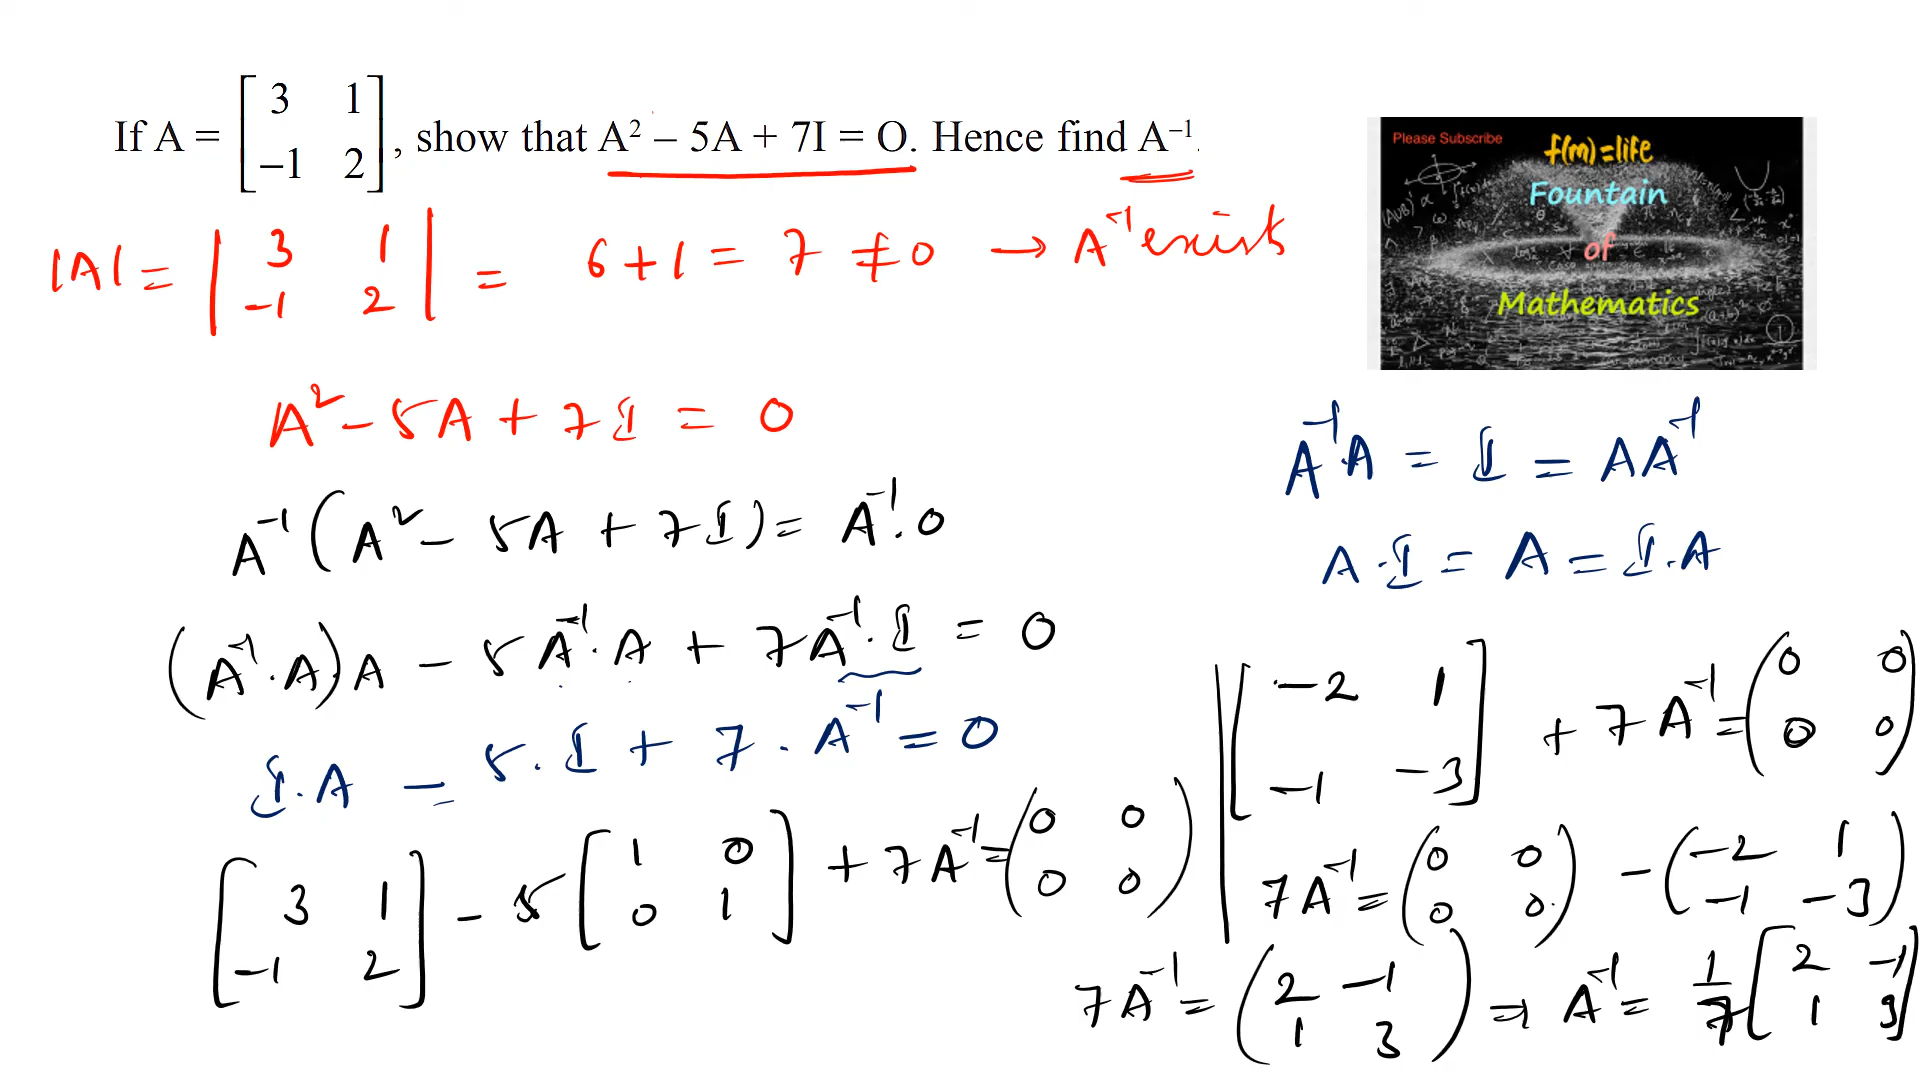 If A = [3 1; −1 2], show that A² – 5A + 7I = O. Hence find A⁻¹.
Please Subscribe
f(m)=life
Fountain
of
Mathematics
|A| = |3 1; -1 2| = 6+1 = 7 ≠ 0 → A⁻¹ exists
A² - 5A + 7I = 0
A⁻¹(A² - 5A + 7I) = A⁻¹.0
(A⁻¹.A)A - 5A⁻¹.A + 7A⁻¹.I = 0
I.A - 5.I + 7.A⁻¹ = 0
[3 1; -1 2] - 5[1 0; 0 1] + 7A⁻¹ = (0 0; 0 0)
A⁻¹.A = I = AA⁻¹
A.I = A = I.A
[-2 1; -1 -3] + 7A⁻¹ = (0 0; 0 0)
7A⁻¹ = (0 0; 0 0) - (-2 1; -1 -3)
7A⁻¹ = (2 -1; 1 3) ⇒ A⁻¹ = 1/7 [2 -1; 1 3]